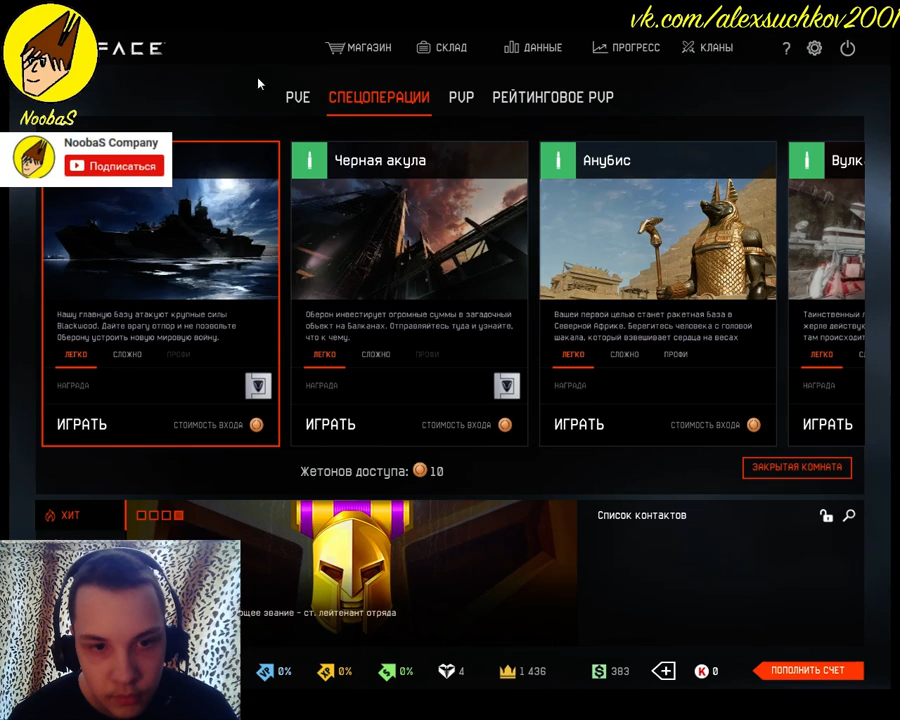 vk.com/alexsuchkov2001
FACE
МАГАЗИН
СКЛАД
ДАННЫЕ
ПРОГРЕСС
КЛАНЫ
?
NoobaS
PVE
СПЕЦОПЕРАЦИИ
PVP
РЕЙТИНГОВОЕ PVP
NoobaS Company
Подписаться
Черная акула
Анубис
Вулк
Нашу главную базу атакуют крупные силы
Blackwood. Дайте врагу отпор и не позвольте
Оберону устроить новую мировую войну.
ЛЕГКО
СЛОЖНО
ПРОФИ
НАГРАДА
ИГРАТЬ
СТОИМОСТЬ ВХОДА
Оберон инвестирует огромные суммы в загадочный
объект на Балканах. Отправляйтесь туда и узнайте,
что к чему.
ЛЕГКО
СЛОЖНО
ПРОФИ
НАГРАДА
ИГРАТЬ
СТОИМОСТЬ ВХОДА
Вашей первой целью станет ракетная база в
Северной Африке. Берегитесь человека с головой
шакала, который взвешивает сердца на весах
ЛЕГКО
СЛОЖНО
ПРОФИ
НАГРАДА
ИГРАТЬ
СТОИМОСТЬ ВХОДА
Таинственный
жерле действу
там происходит
ЛЕГКО
НАГРАДА
ИГРАТЬ
Жетонов доступа: 10
ЗАКРЫТАЯ КОМНАТА
ХИТ
Список контактов
ющее звание - ст. лейтенант отряда
0%
0%
0%
4
1 436
383
K 0
ПОПОЛНИТЬ СЧЕТ